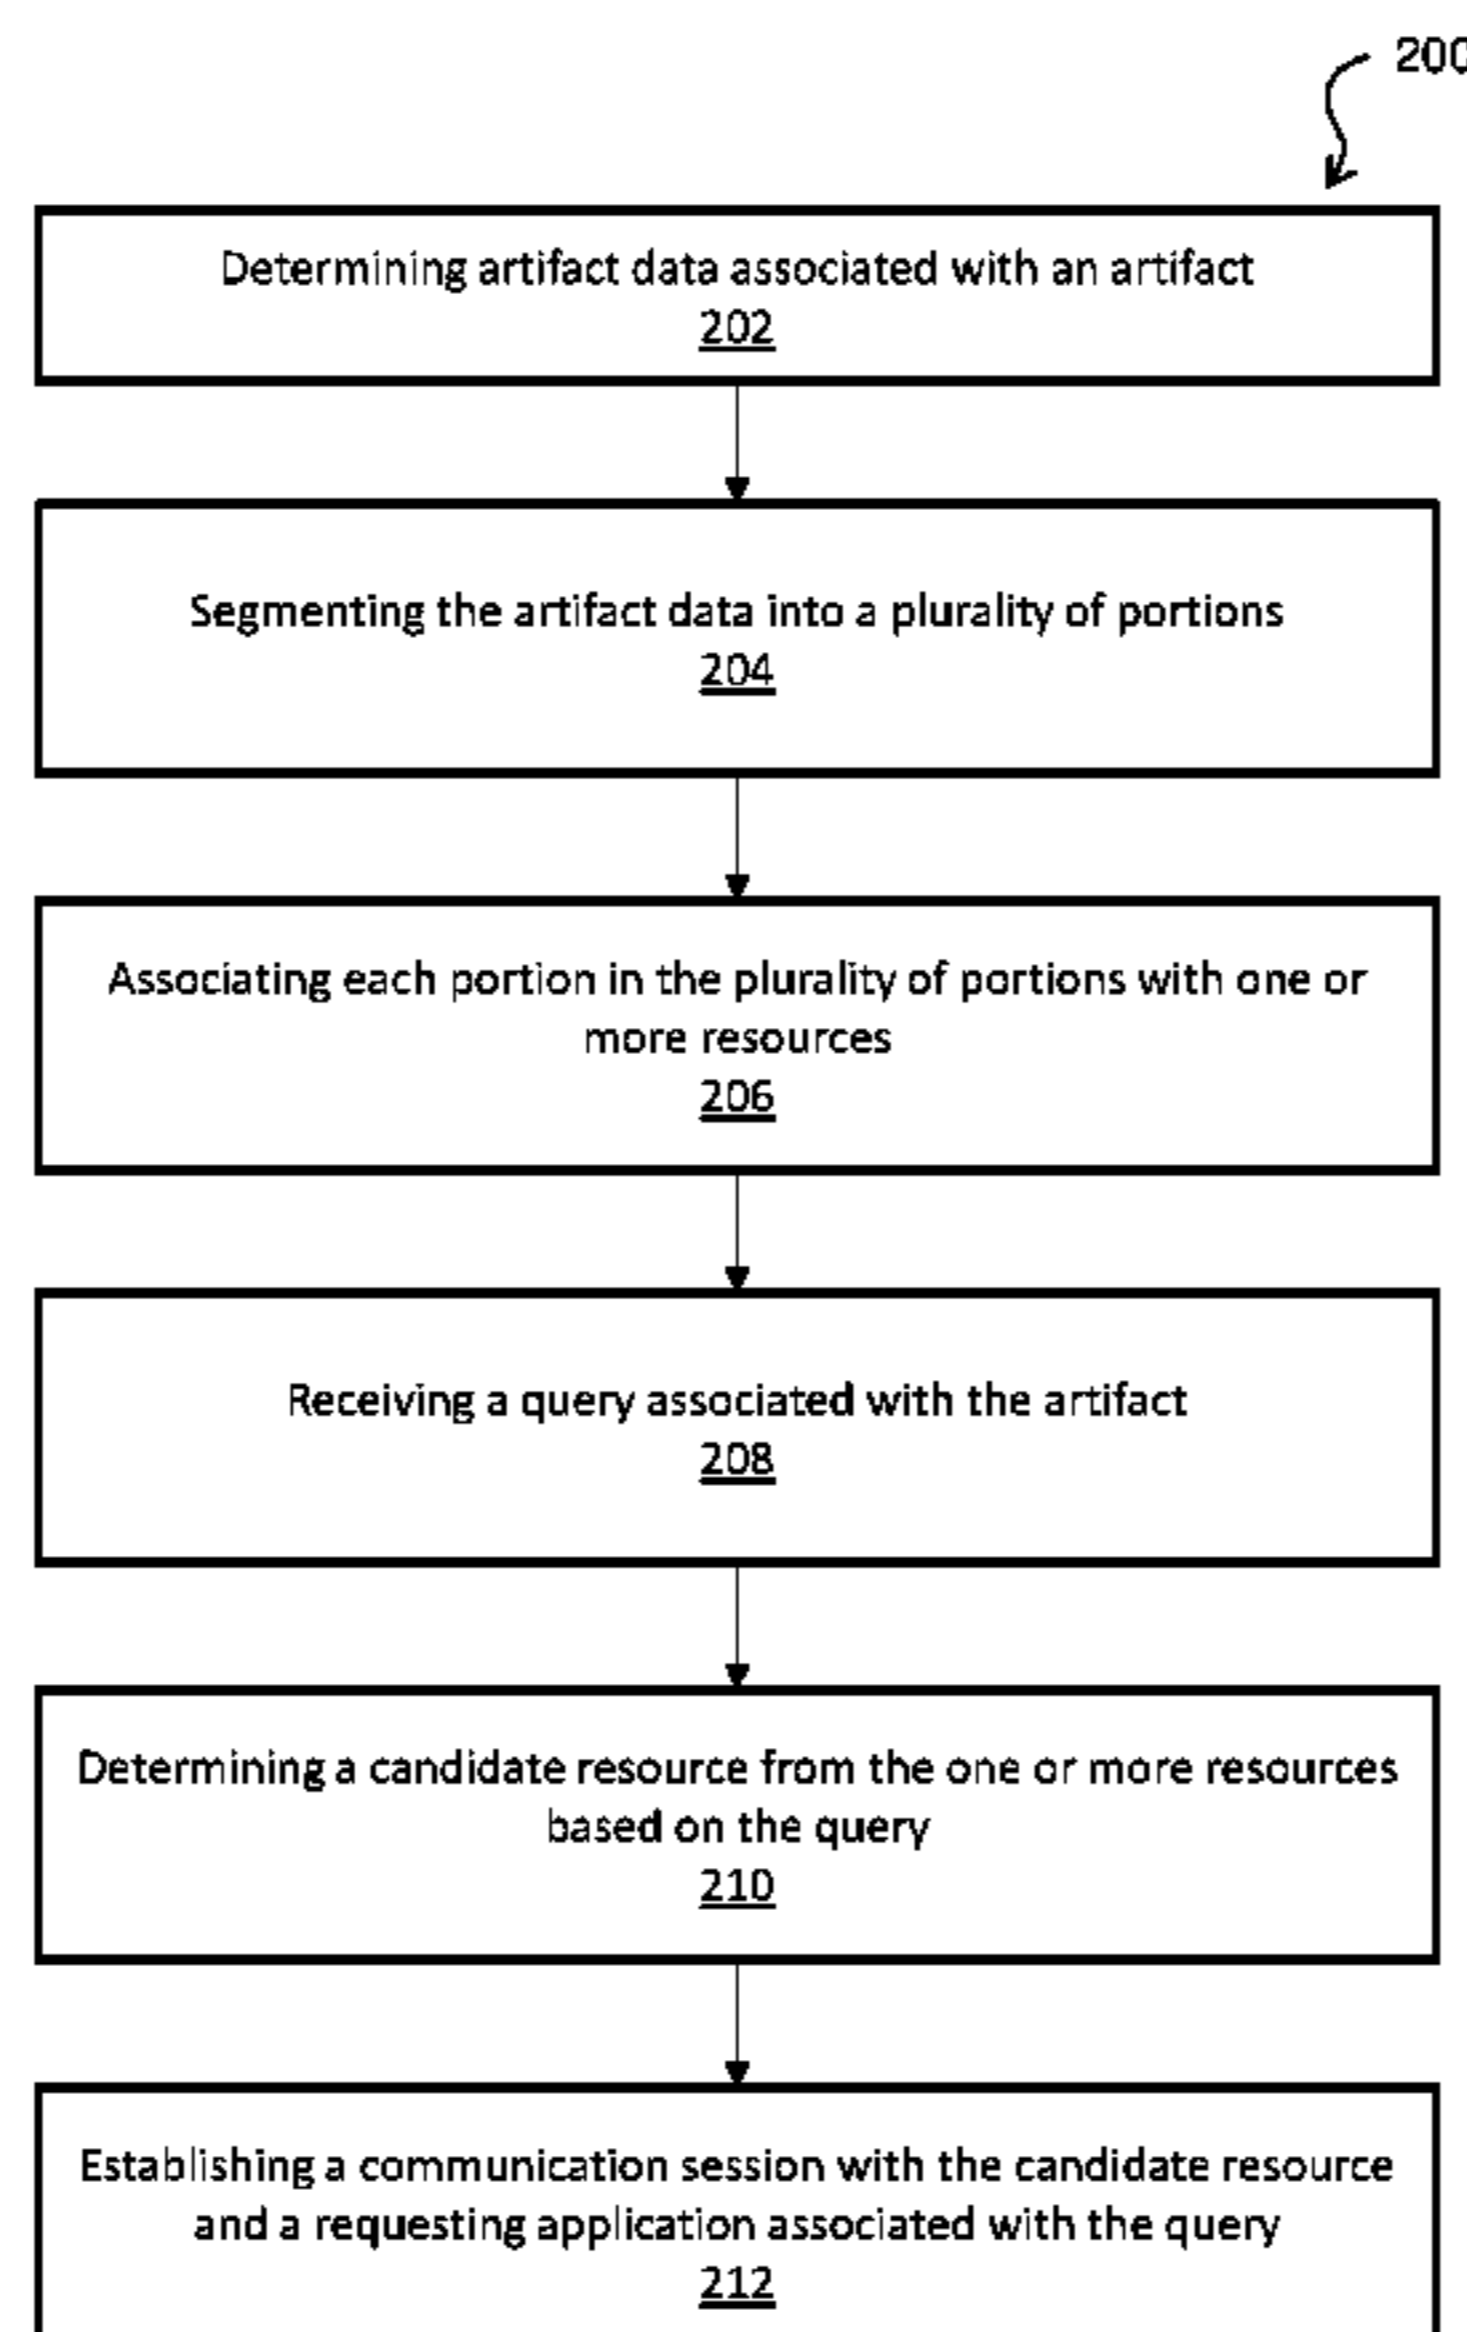 200
Determining artifact data associated with an artifact
202
Segmenting the artifact data into a plurality of portions
204
Associating each portion in the plurality of portions with one or
more resources
206
Receiving a query associated with the artifact
208
Determining a candidate resource from the one or more resources
based on the query
210
Establishing a communication session with the candidate resource
and a requesting application associated with the query
212